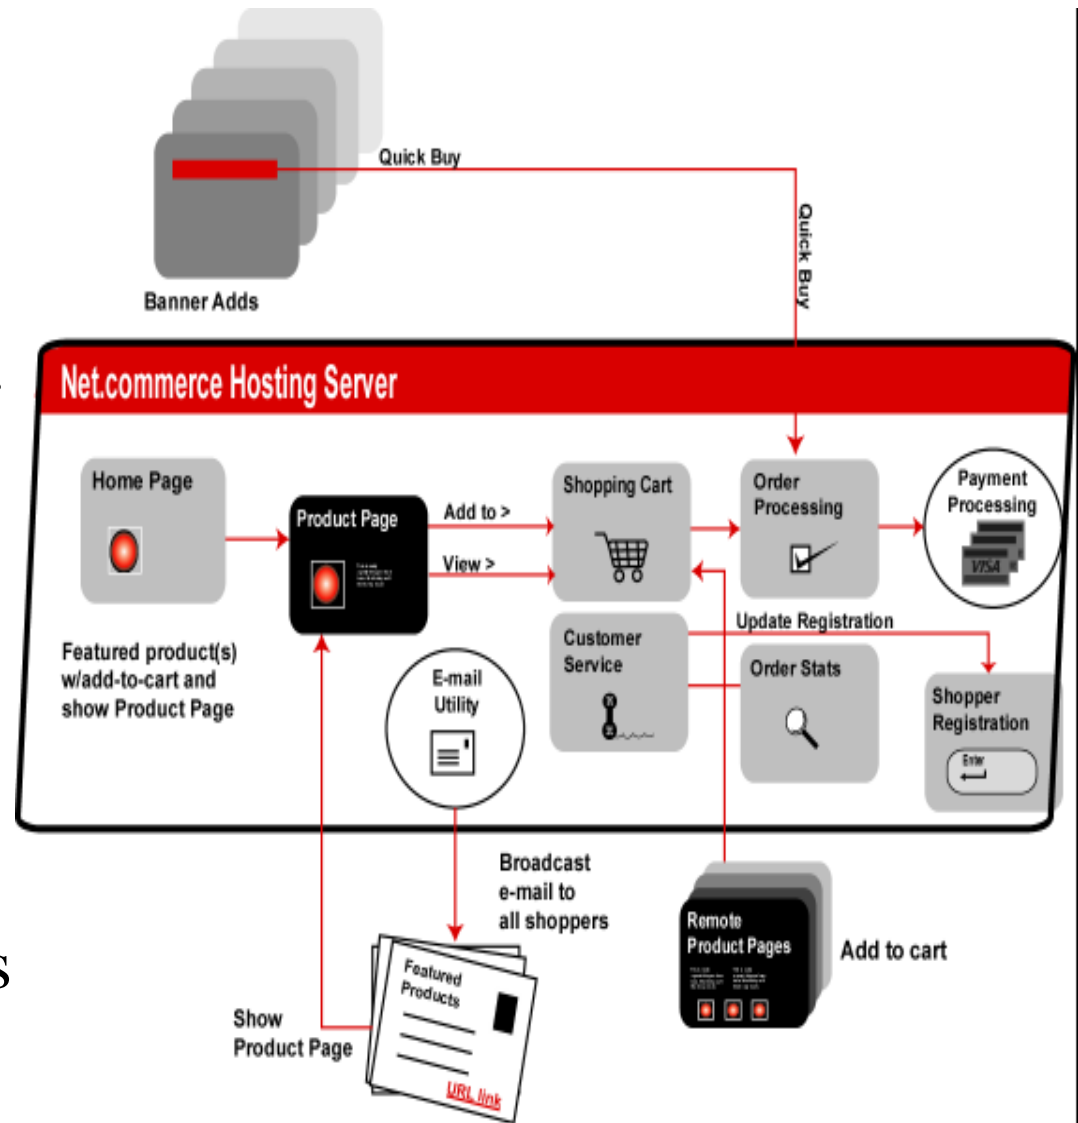 Quick Buy
Quick Buy
Banner Adds
Net.commerce Hosting Server
Home Page
Product Page
Add to >
View >
Shopping Cart
Order
Processing
Payment
Processing
VISA
Featured product(s)
w/add-to-cart and
show Product Page
E-mail
Utility
Customer
Service
Update Registration
Order Stats
Shopper
Registration
Enter
Broadcast
e-mail to
all shoppers
Remote
Product Pages
Add to cart
Featured
Products
URL link
Show
Product Page
s